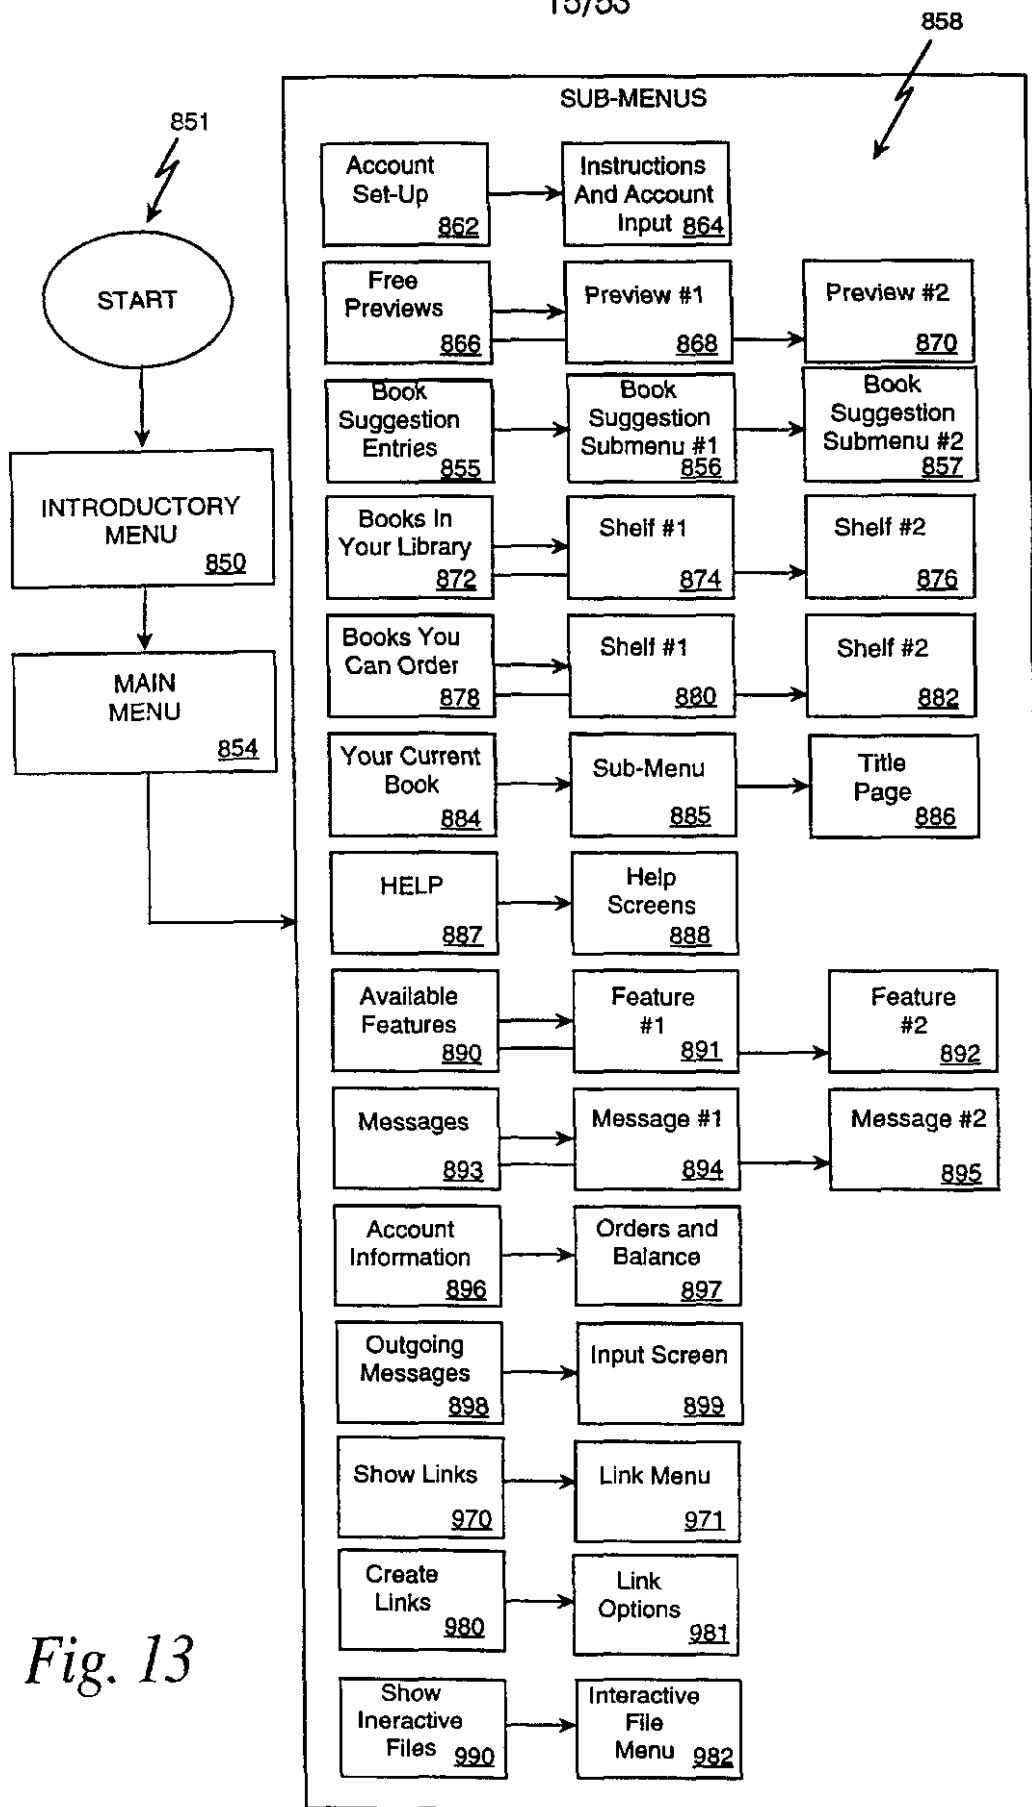 15/53
858
851
START
INTRODUCTORY
MENU
850
MAIN
MENU
854
SUB-MENUS
Account
Set-Up
862
Instructions
And Account
Input 864
Free
Previews
866
Preview #1
868
Preview #2
870
Book
Suggestion
Entries
855
Book
Suggestion
Submenu #1
856
Book
Suggestion
Submenu #2
857
Books In
Your Library
872
Shelf #1
874
Shelf #2
876
Books You
Can Order
878
Shelf #1
880
Shelf #2
882
Your Current
Book
884
Sub-Menu
885
Title
Page
886
HELP
887
Help
Screens
888
Available
Features
890
Feature
#1
891
Feature
#2
892
Messages
893
Message #1
894
Message #2
895
Account
Information
896
Orders and
Balance
897
Outgoing
Messages
898
Input Screen
899
Show Links
970
Link Menu
971
Create
Links
980
Link
Options
981
Show
Ineractive
Files 990
Interactive
File
Menu 982
Fig. 13